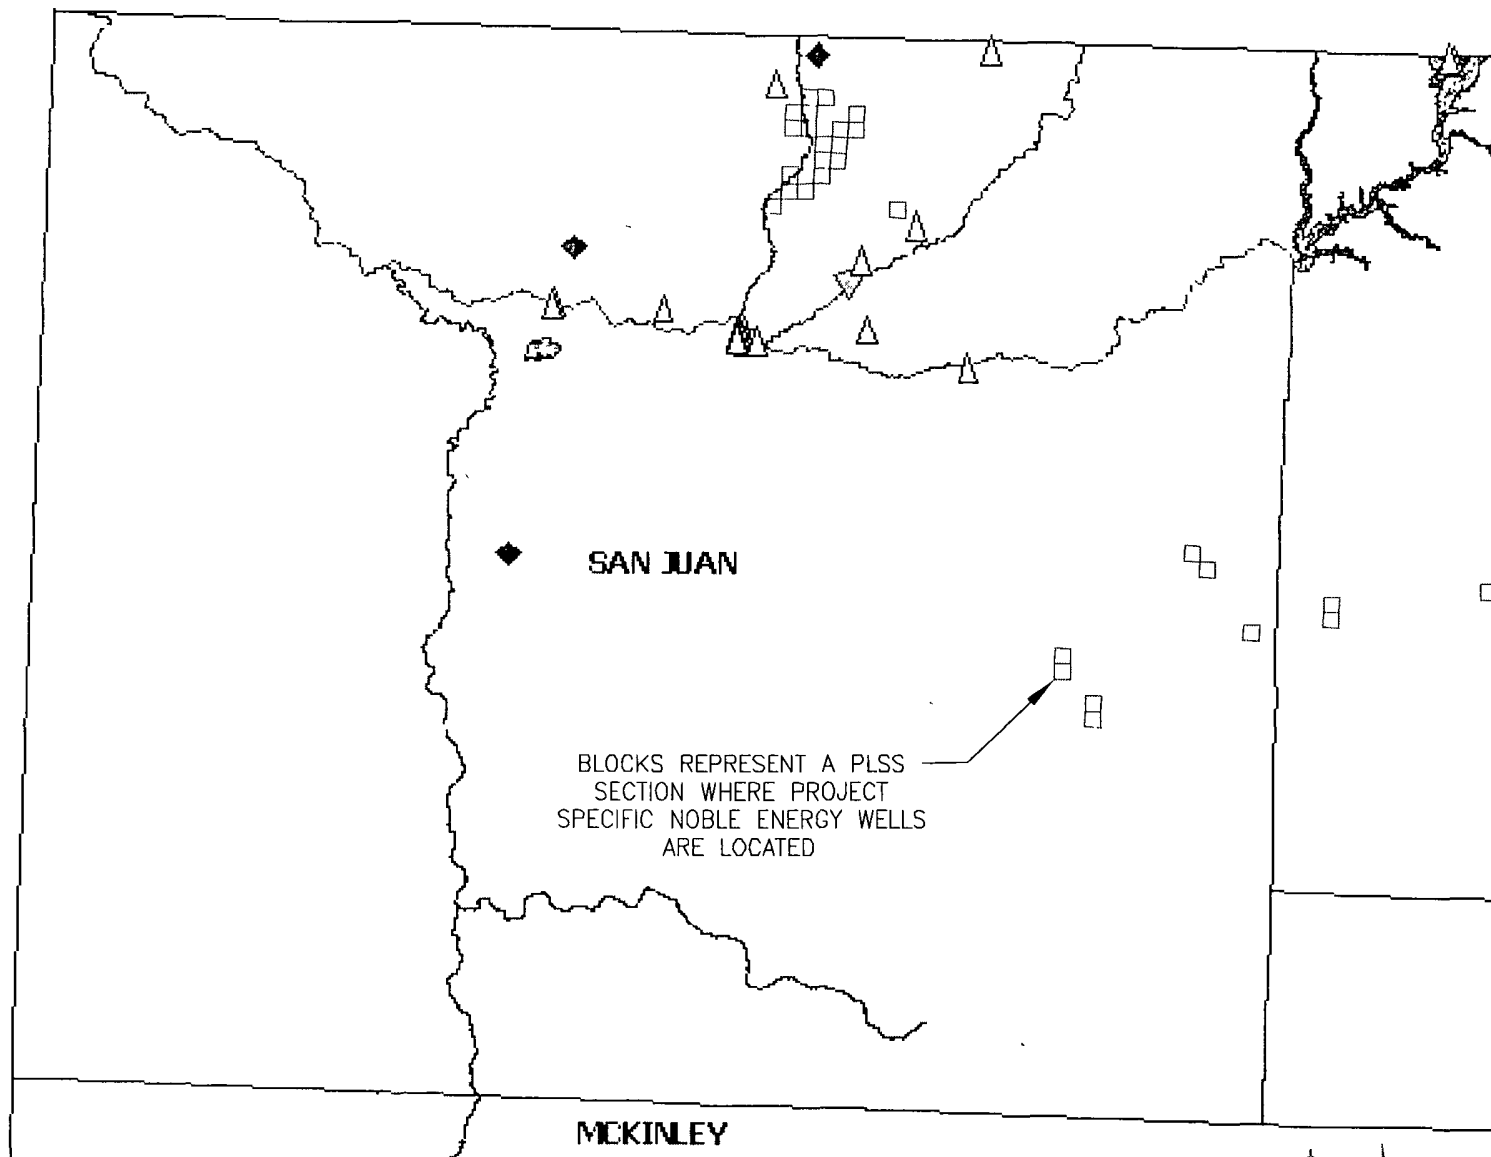 SAN JUAN
BLOCKS REPRESENT A PLSS
SECTION WHERE PROJECT
SPECIFIC NOBLE ENERGY WELLS
ARE LOCATED
MCKINLEY